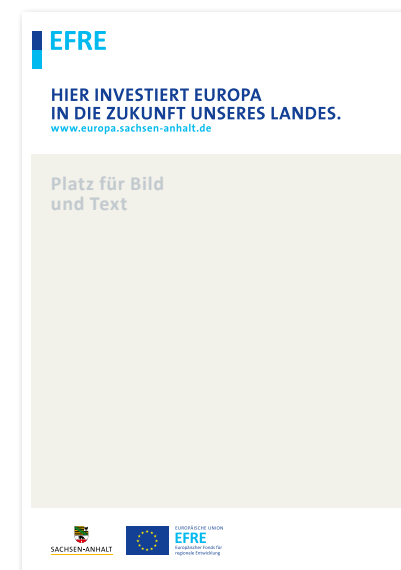 EFRE
HIER INVESTIERT EUROPA
IN DIE ZUKUNFT UNSERES LANDES.
www.europa.sachsen-anhalt.de
Platz für Bild
und Text
SACHSEN-ANHALT
EUROPÄISCHE UNION
EFRE
Europäischer Fonds für
regionale Entwicklung